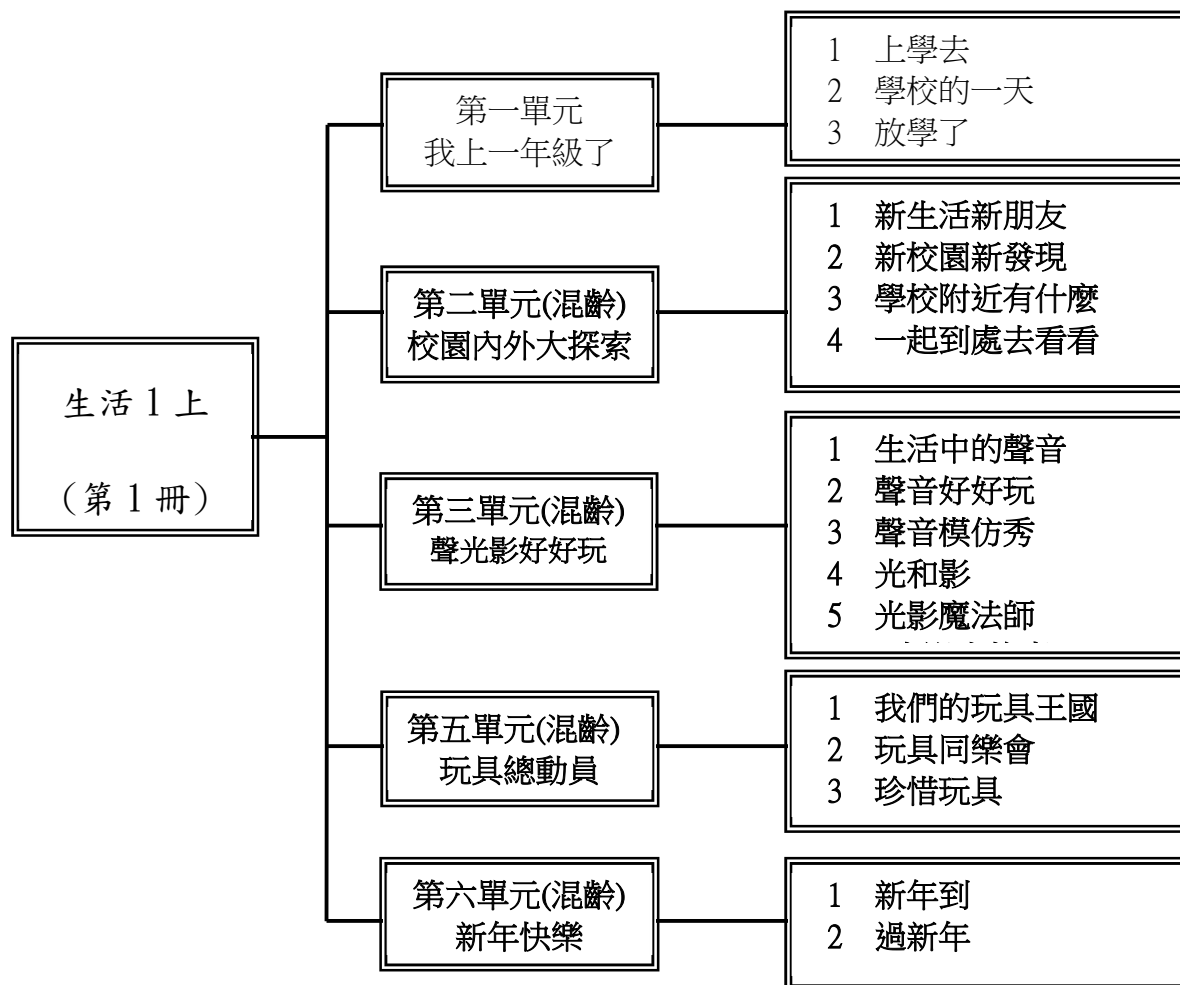 生活1上
（第1冊）
第一單元
我上一年級了
1 上學去
2 學校的一天
3 放學了
第二單元(混齡)
校園內外大探索
1 新生活新朋友
2 新校園新發現
3 學校附近有什麼
4 一起到處去看看
第三單元(混齡)
聲光影好好玩
1 生活中的聲音
2 聲音好好玩
3 聲音模仿秀
4 光和影
5 光影魔法師
第五單元(混齡)
玩具總動員
1 我們的玩具王國
2 玩具同樂會
3 珍惜玩具
第六單元(混齡)
新年快樂
1 新年到
2 過新年